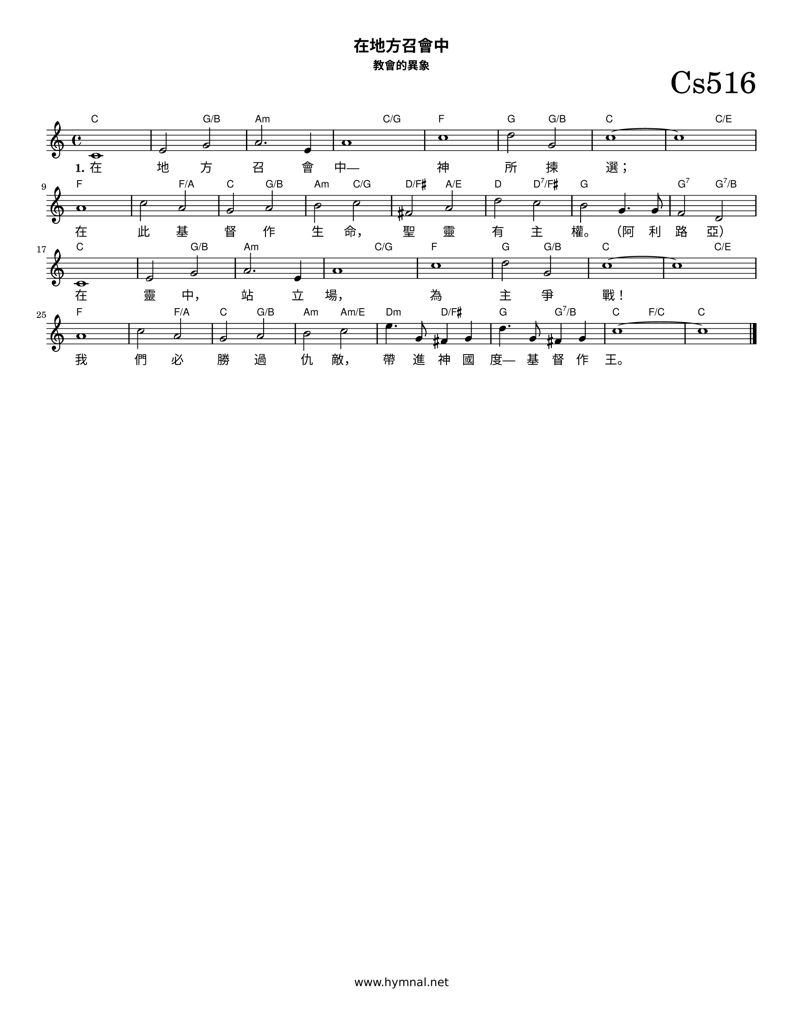 在地方召會中
教會的異象
Cs516
C G/B Am C/G F G G/B C C/E
1. 在 地 方 召 會 中— 神 所 揀 選；
9
F F/A C G/B Am C/G D/F♯ A/E D D7/F♯ G G7 G7/B
在 此 基 督 作 生 命， 聖 靈 有 主 權。 （阿 利 路 亞）
17
C G/B Am C/G F G G/B C C/E
在 靈 中， 站 立 場， 為 主 爭 戰！
25
F F/A C G/B Am Am/E Dm D/F♯ G G7/B C F/C C
我 們 必 勝 過 仇 敵， 帶 進 神 國 度— 基 督 作 王。
www.hymnal.net